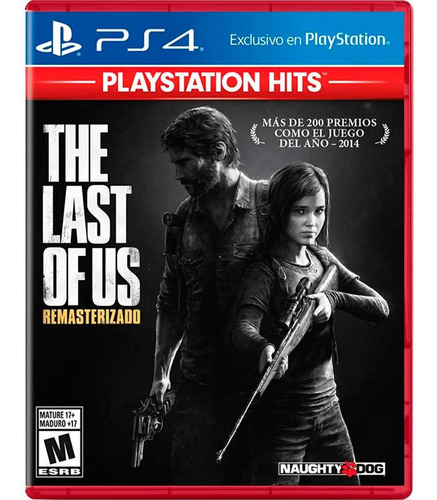 PS4
Exclusivo en PlayStation.
PLAYSTATION HITS™
MÁS DE 200 PREMIOS
COMO EL JUEGO
DEL AÑO – 2014
THE
LAST
OF US
REMASTERIZADO
MATURE 17+
MADURO +17
M
ESRB
NAUGHTY DOG